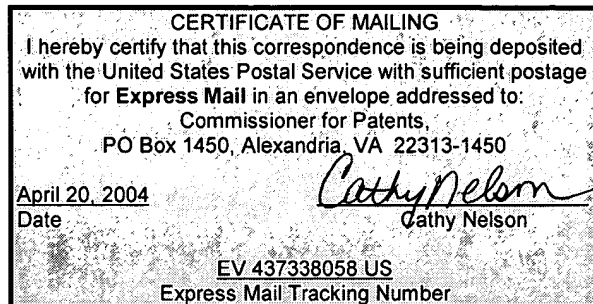 CERTIFICATE OF MAILING
I hereby certify that this correspondence is being deposited
with the United States Postal Service with sufficient postage
for Express Mail in an envelope addressed to:
Commissioner for Patents,
PO Box 1450, Alexandria, VA 22313-1450
April 20, 2004 Cathy Nelson
Date Cathy Nelson
EV 437338058 US
Express Mail Tracking Number